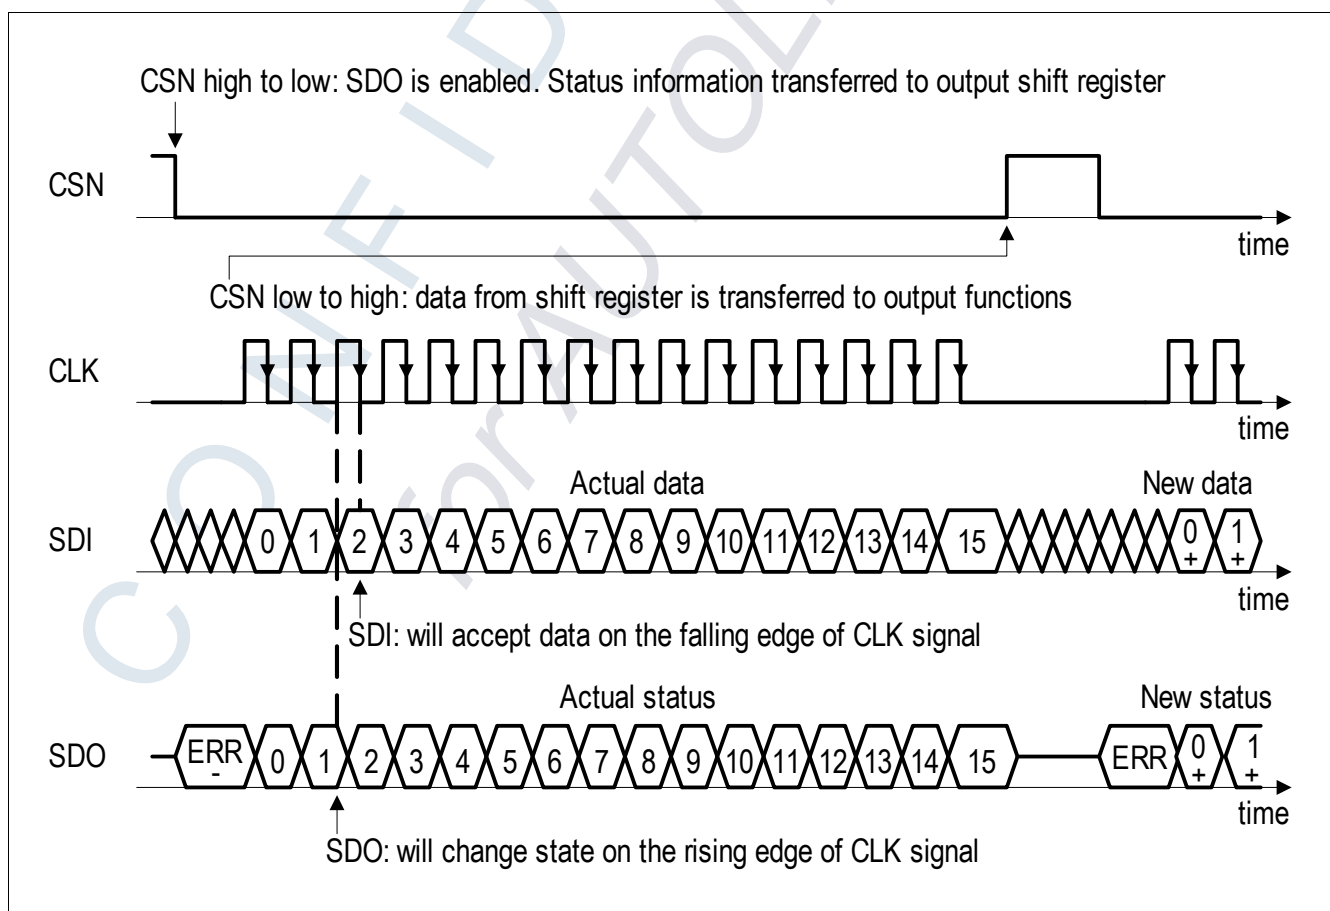 CONFIDENTIAL
for AUTOL
CSN high to low: SDO is enabled. Status information transferred to output shift register
CSN
time
CSN low to high: data from shift register is transferred to output functions
CLK
time
Actual data
New data
SDI
0 1 2 3 4 5 6 7 8 9 10 11 12 13 14 15 0 + 1 +
time
SDI: will accept data on the falling edge of CLK signal
Actual status
New status
SDO
ERR - 0 1 2 3 4 5 6 7 8 9 10 11 12 13 14 15 ERR 0 + 1 +
time
SDO: will change state on the rising edge of CLK signal